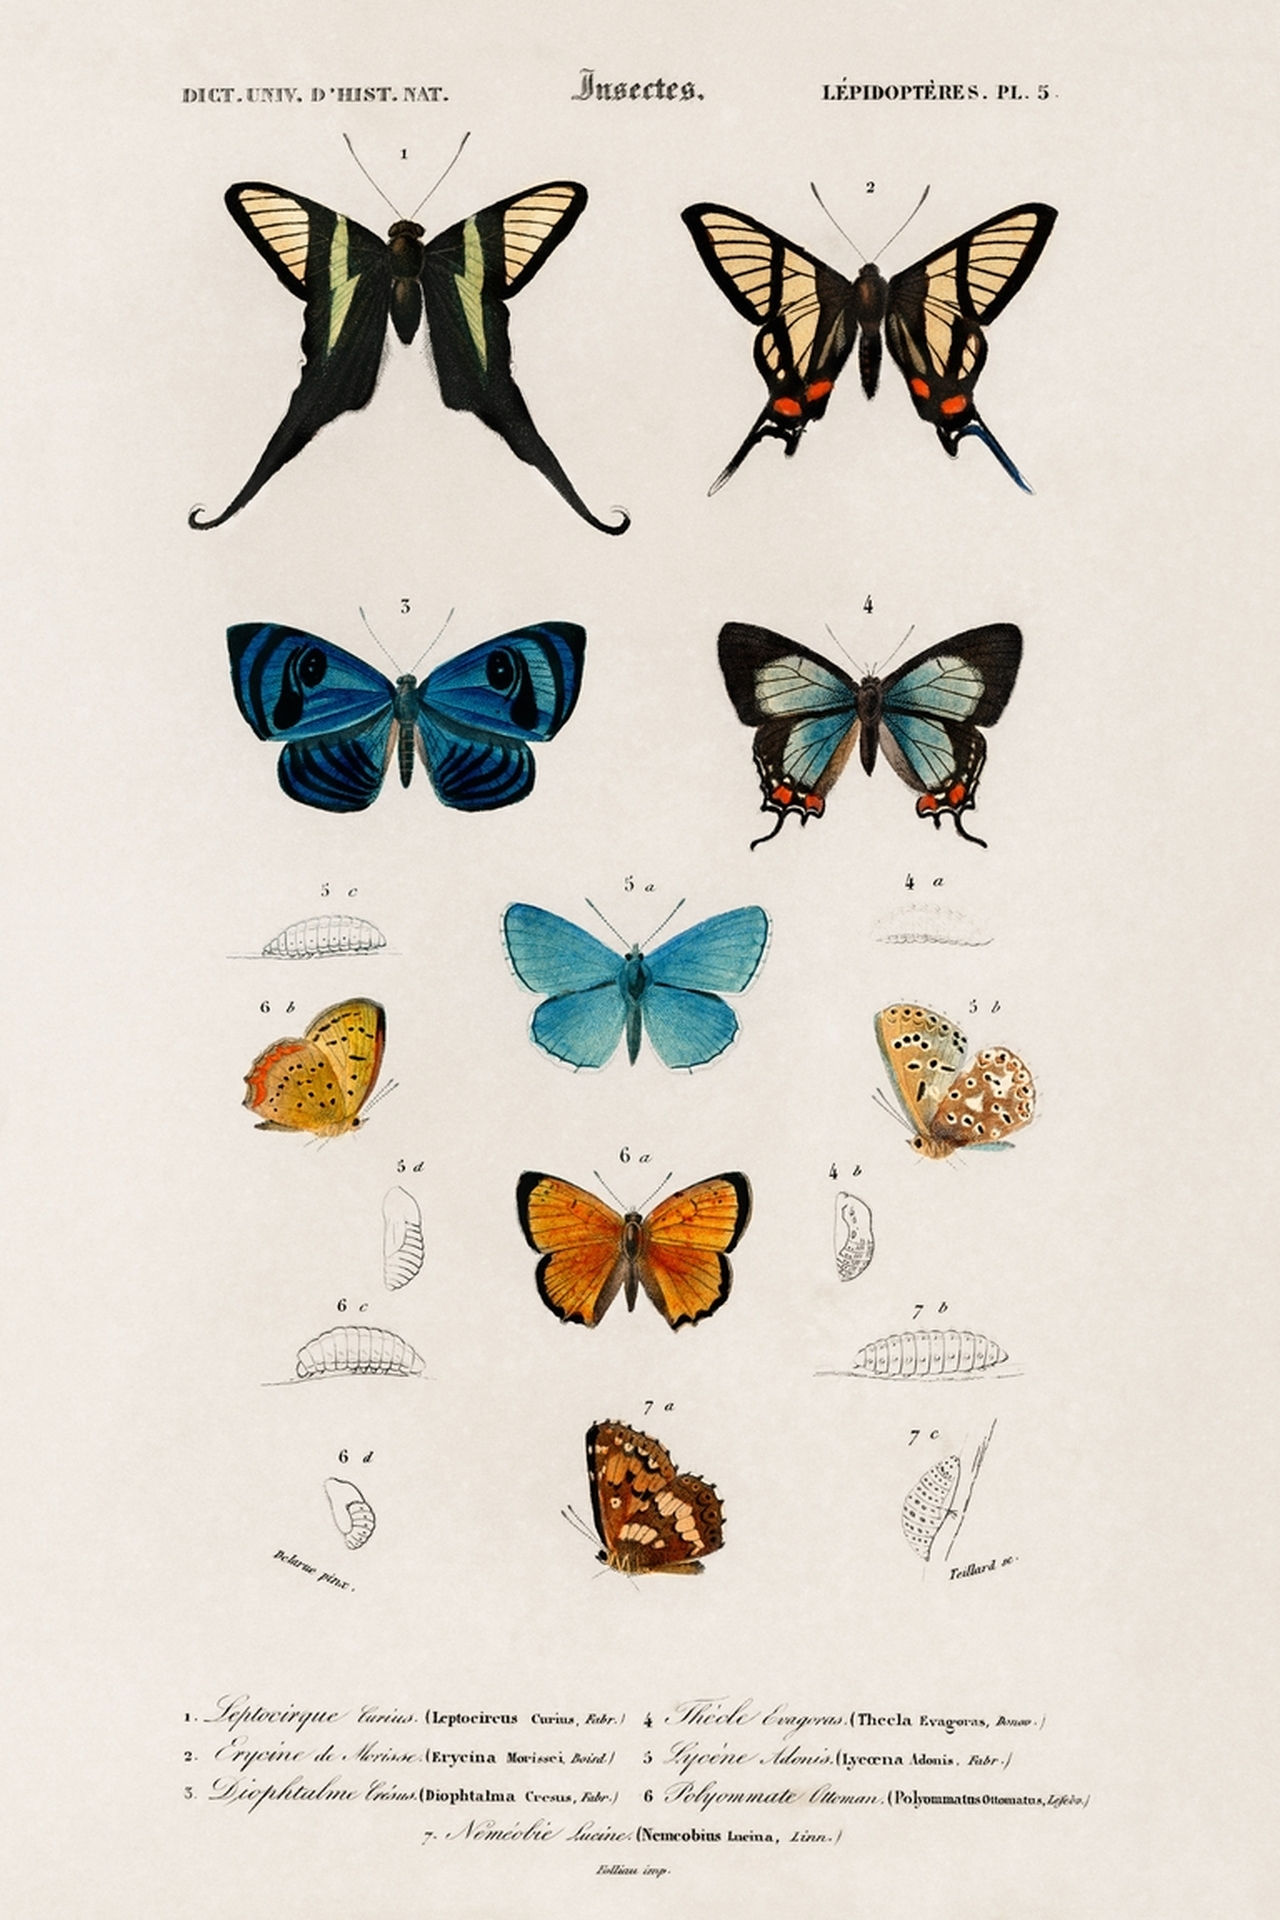 DICT. UNIV. D'HIST. NAT. Insectes. LÉPIDOPTÈRES. PL. 5.
1 2
3 4
5 c 5 a 4 a
6 b 5 b
5 d 6 a 4 b
6 c 7 b
7 a
6 d 7 c
Delarue pinx. Teillard sc.
1. Leptocirque Curius. (Leptocircus Curius, Fabr.) 4 Thécle Evagoras. (Thecla Evagoras, Donov.)
2. Erycine de Morisse. (Erycina Morissei, Boisd.) 5 Lycéne Adonis. (Lycœna Adonis, Fabr.)
3. Diophtalme Crésus. (Diophtalma Cresus, Fabr.) 6 Polyommate Ottoman. (Polyommatus Ottomatus, Lefebv.)
7. Néméobie Lucine. (Nemeobius Lucina, Linn.)
Folliau imp.